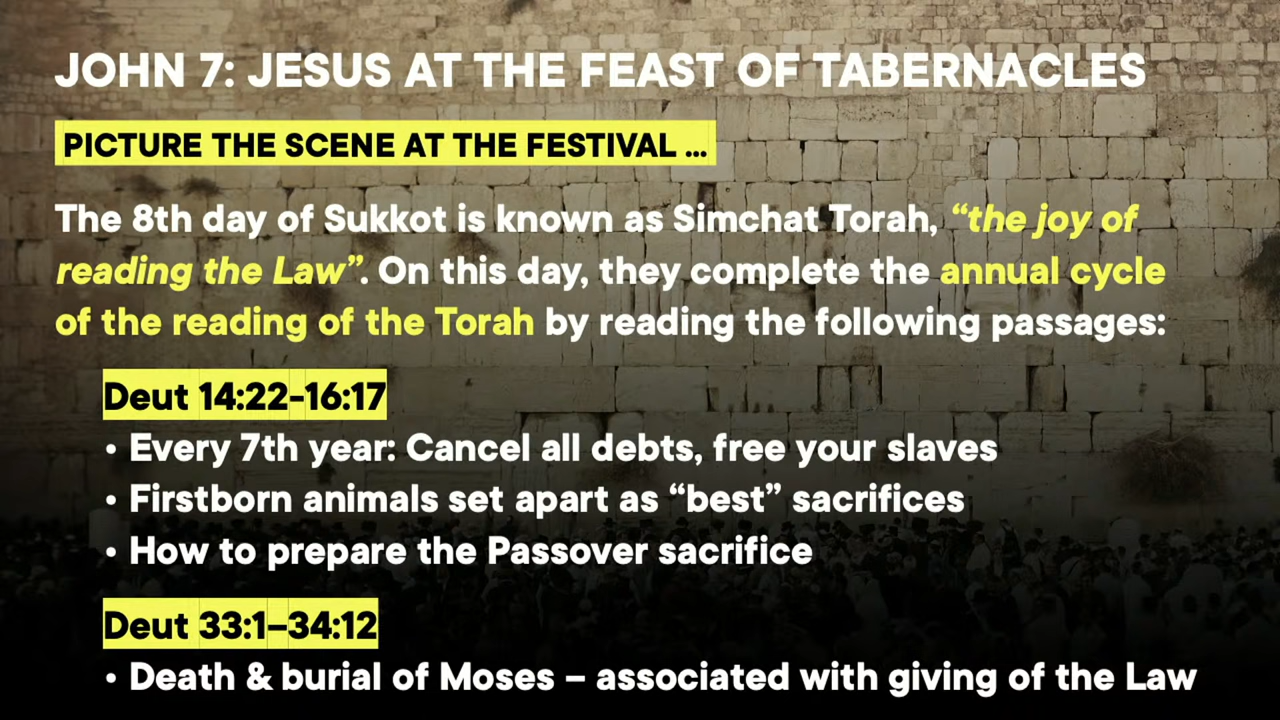 JOHN 7: JESUS AT THE FEAST OF TABERNACLES
PICTURE THE SCENE AT THE FESTIVAL ...
The 8th day of Sukkot is known as Simchat Torah, “the joy of
reading the Law”. On this day, they complete the annual cycle
of the reading of the Torah by reading the following passages:
Deut 14:22-16:17
• Every 7th year: Cancel all debts, free your slaves
• Firstborn animals set apart as “best” sacrifices
• How to prepare the Passover sacrifice
Deut 33:1–34:12
• Death & burial of Moses – associated with giving of the Law